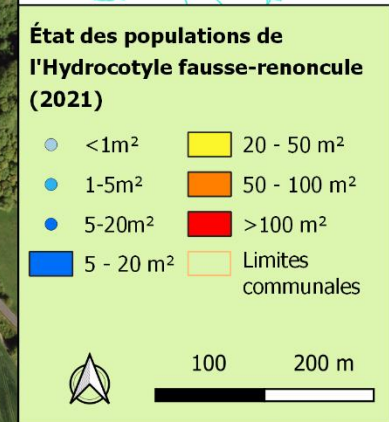 État des populations de
l'Hydrocotyle fausse-renoncule
(2021)
<1m²
1-5m²
5-20m²
5 - 20 m²
20 - 50 m²
50 - 100 m²
>100 m²
Limites
communales
100 200 m